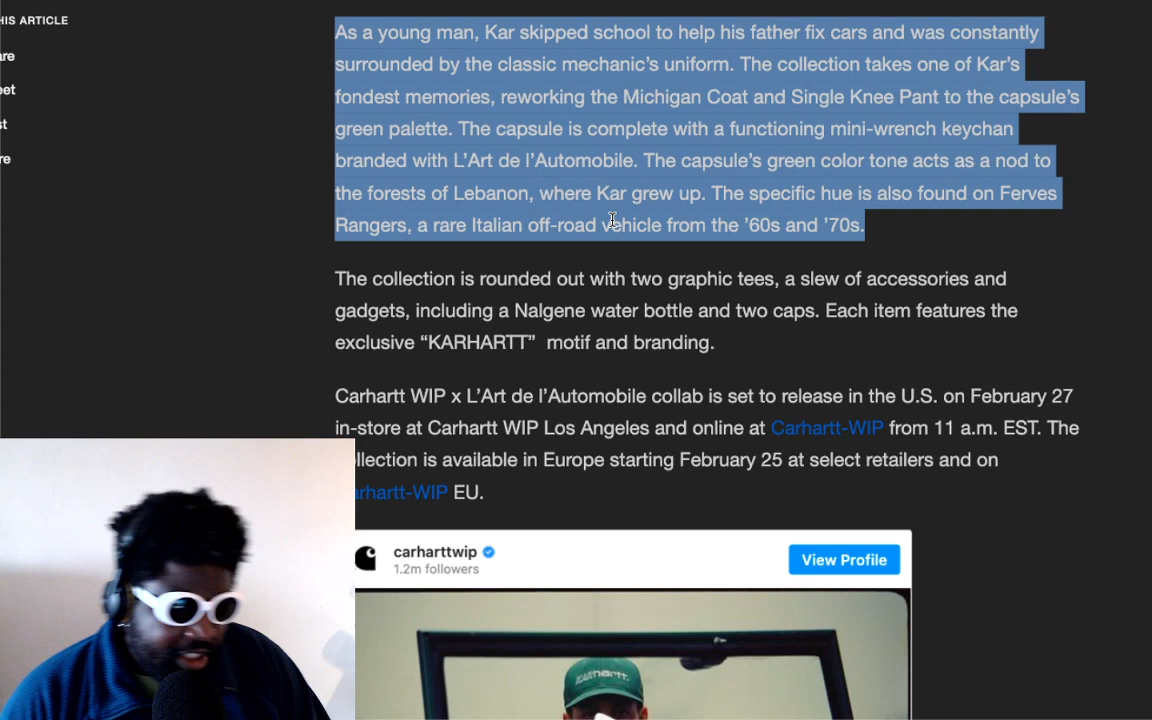 HIS ARTICLE
are
eet
st
re
As a young man, Kar skipped school to help his father fix cars and was constantly
surrounded by the classic mechanic’s uniform. The collection takes one of Kar’s
fondest memories, reworking the Michigan Coat and Single Knee Pant to the capsule’s
green palette. The capsule is complete with a functioning mini-wrench keychan
branded with L’Art de l’Automobile. The capsule’s green color tone acts as a nod to
the forests of Lebanon, where Kar grew up. The specific hue is also found on Ferves
Rangers, a rare Italian off-road vehicle from the ’60s and ’70s.
The collection is rounded out with two graphic tees, a slew of accessories and
gadgets, including a Nalgene water bottle and two caps. Each item features the
exclusive “KARHARTT” motif and branding.
Carhartt WIP x L’Art de l’Automobile collab is set to release in the U.S. on February 27
in-store at Carhartt WIP Los Angeles and online at Carhartt-WIP from 11 a.m. EST. The
ollection is available in Europe starting February 25 at select retailers and on
arhartt-WIP EU.
carharttwip
1.2m followers
View Profile
KARhartt.